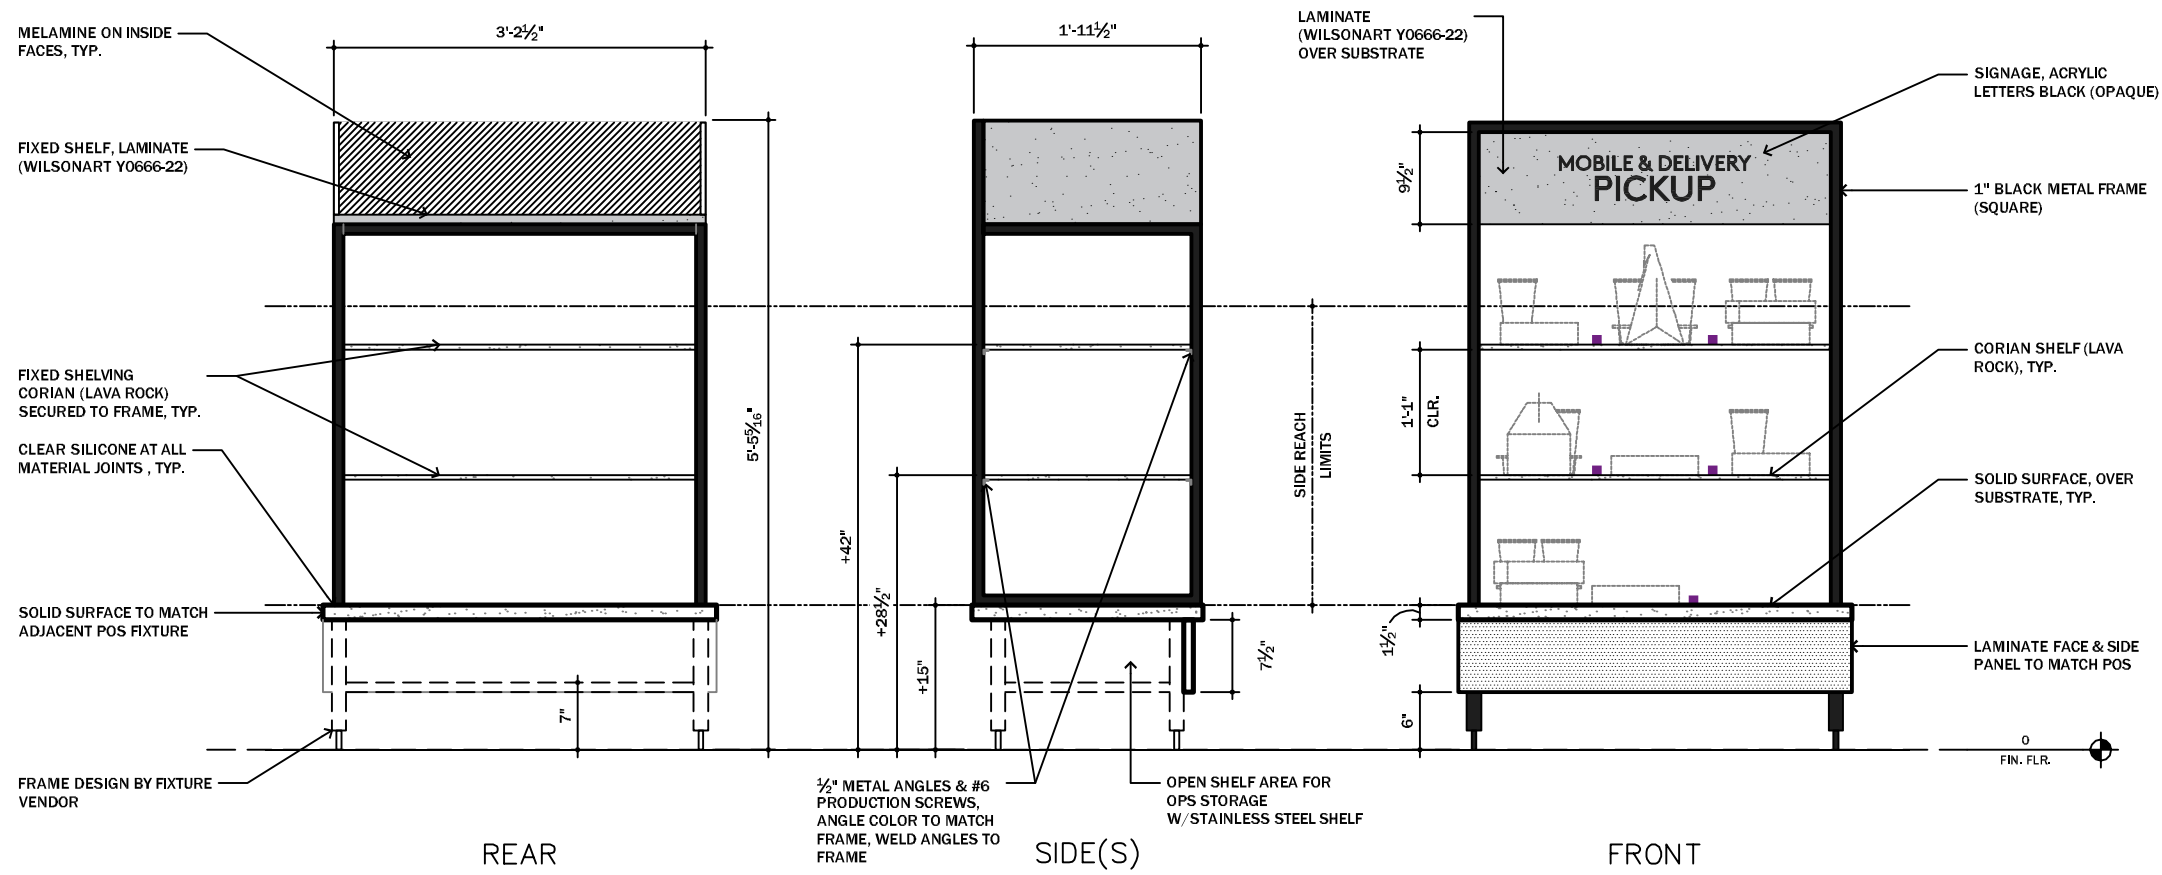 MELAMINE ON INSIDE
FACES, TYP.
FIXED SHELF, LAMINATE
(WILSONART Y0666-22)
FIXED SHELVING
CORIAN (LAVA ROCK)
SECURED TO FRAME, TYP.
CLEAR SILICONE AT ALL
MATERIAL JOINTS , TYP.
SOLID SURFACE TO MATCH
ADJACENT POS FIXTURE
FRAME DESIGN BY FIXTURE
VENDOR
3'-2½"
5'-5⁵⁄₁₆"
7"
REAR
1'-11½"
+42"
+28½"
+15"
7½"
½" METAL ANGLES & #6
PRODUCTION SCREWS,
ANGLE COLOR TO MATCH
FRAME, WELD ANGLES TO
FRAME
OPEN SHELF AREA FOR
OPS STORAGE
W/STAINLESS STEEL SHELF
SIDE(S)
SIDE REACH
LIMITS
LAMINATE
(WILSONART Y0666-22)
OVER SUBSTRATE
9½"
MOBILE & DELIVERY
PICKUP
1'-1"
CLR.
1½"
6"
FRONT
SIGNAGE, ACRYLIC
LETTERS BLACK (OPAQUE)
1" BLACK METAL FRAME
(SQUARE)
CORIAN SHELF (LAVA
ROCK), TYP.
SOLID SURFACE, OVER
SUBSTRATE, TYP.
LAMINATE FACE & SIDE
PANEL TO MATCH POS
0
FIN. FLR.